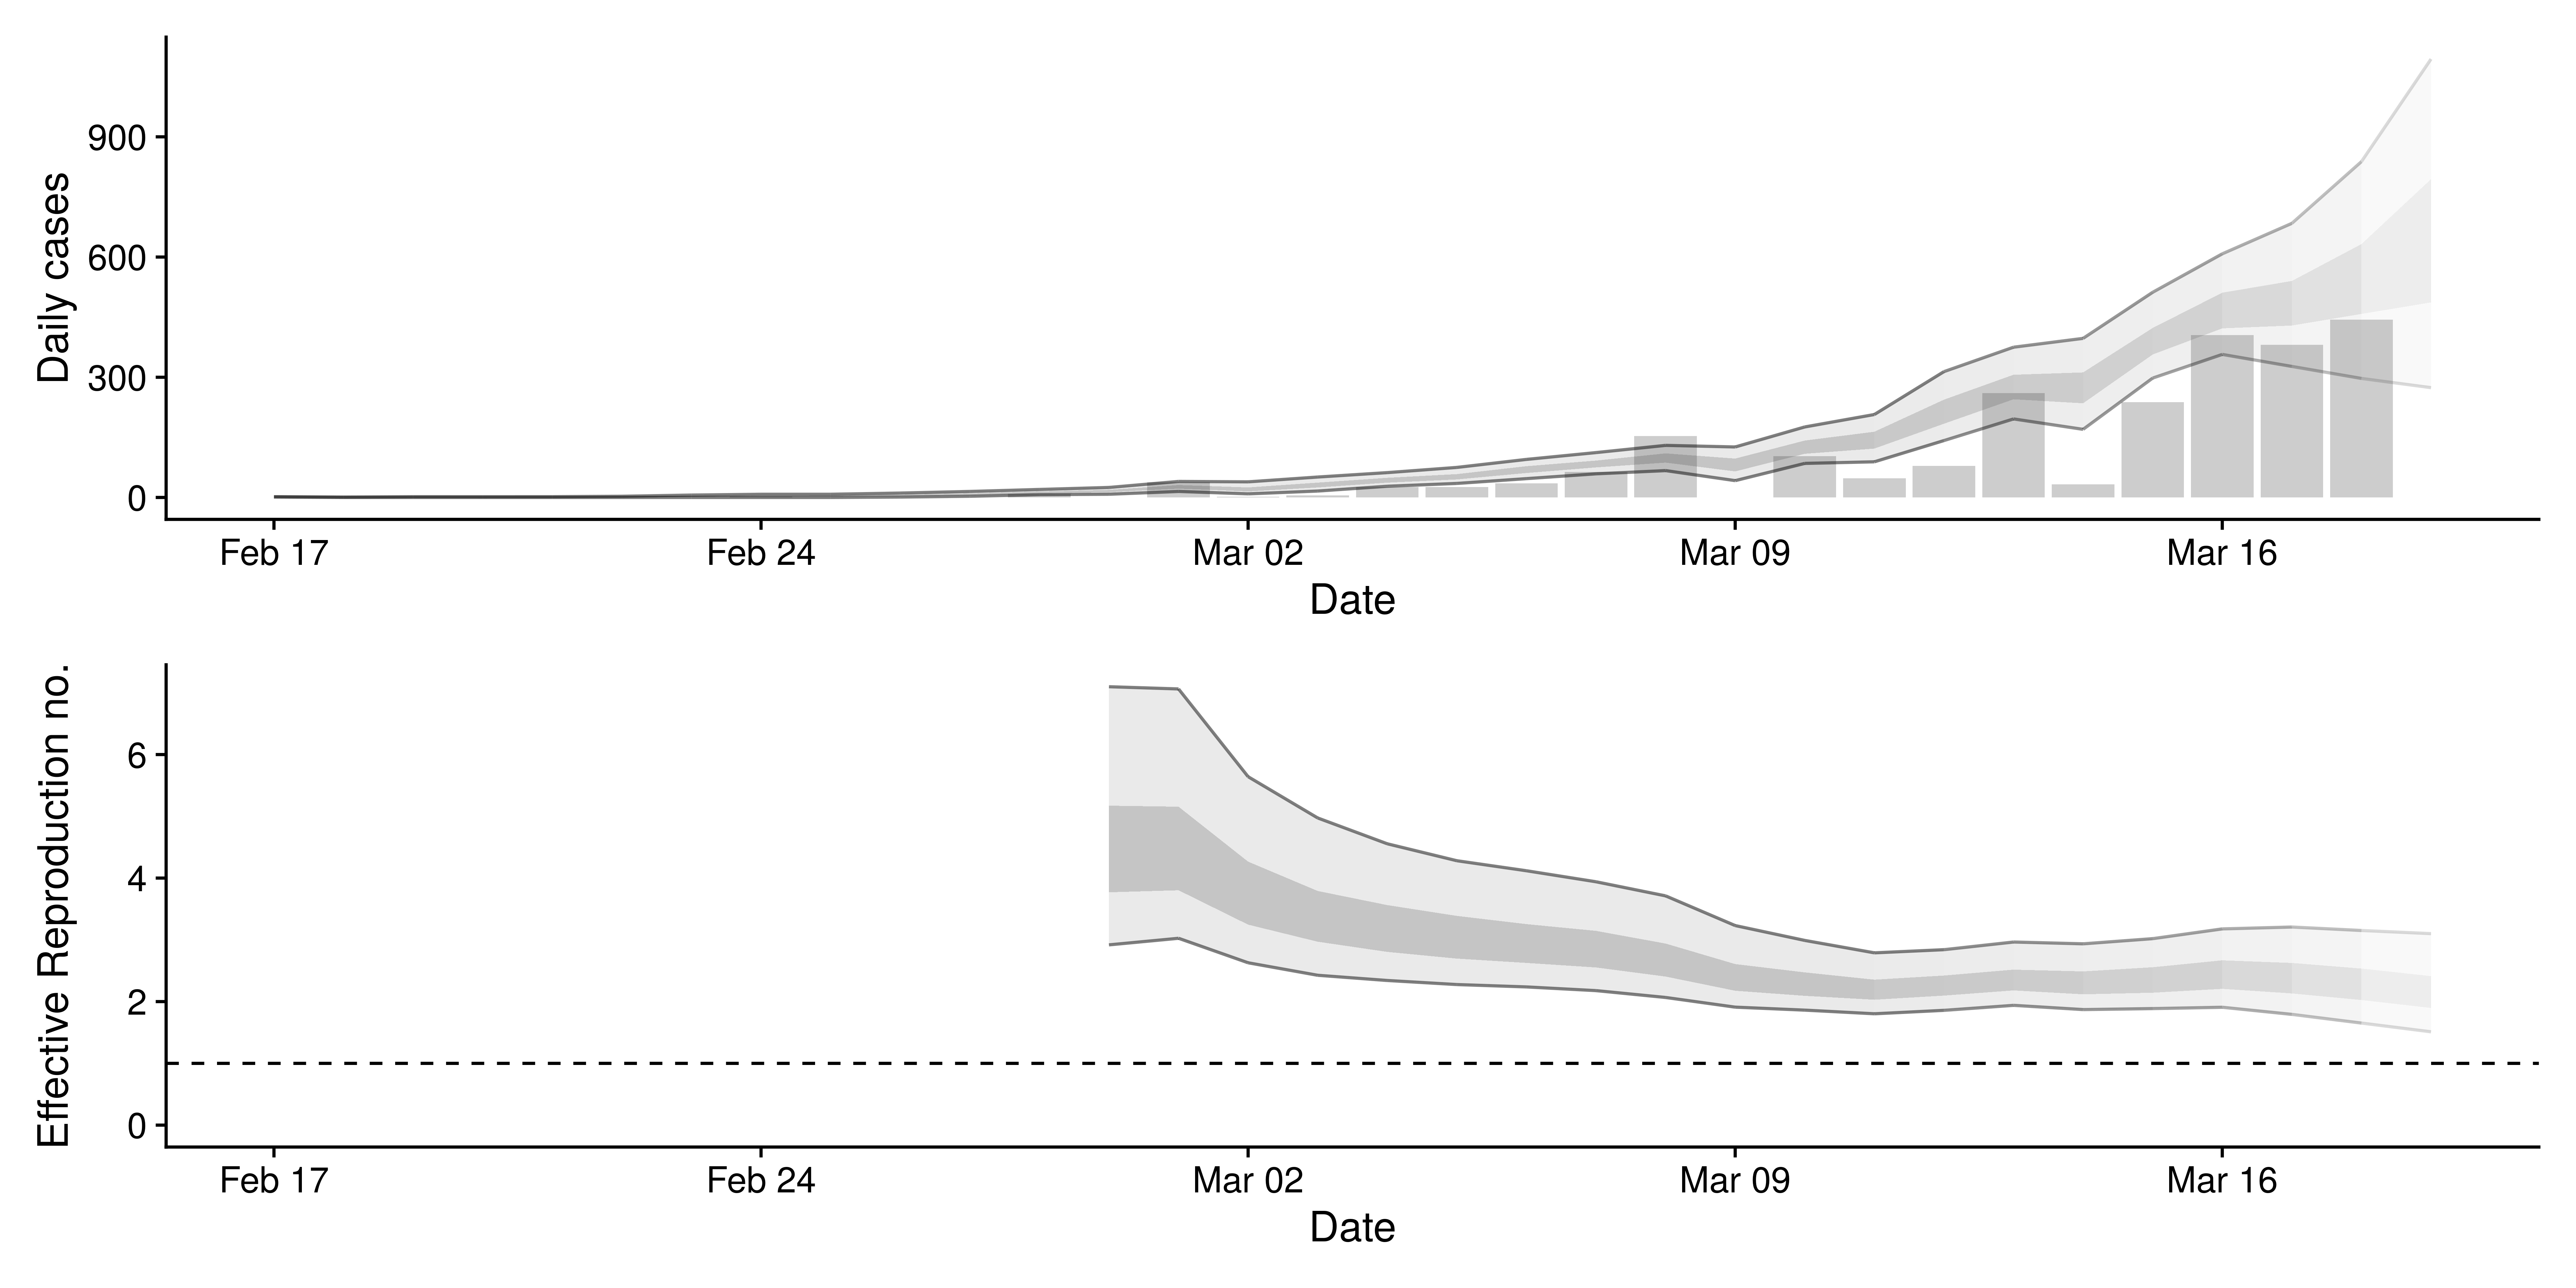 Daily cases
900
600
300
0
Feb 17 Feb 24 Mar 02 Mar 09 Mar 16
Date
Effective Reproduction no.
6
4
2
0
Feb 17 Feb 24 Mar 02 Mar 09 Mar 16
Date